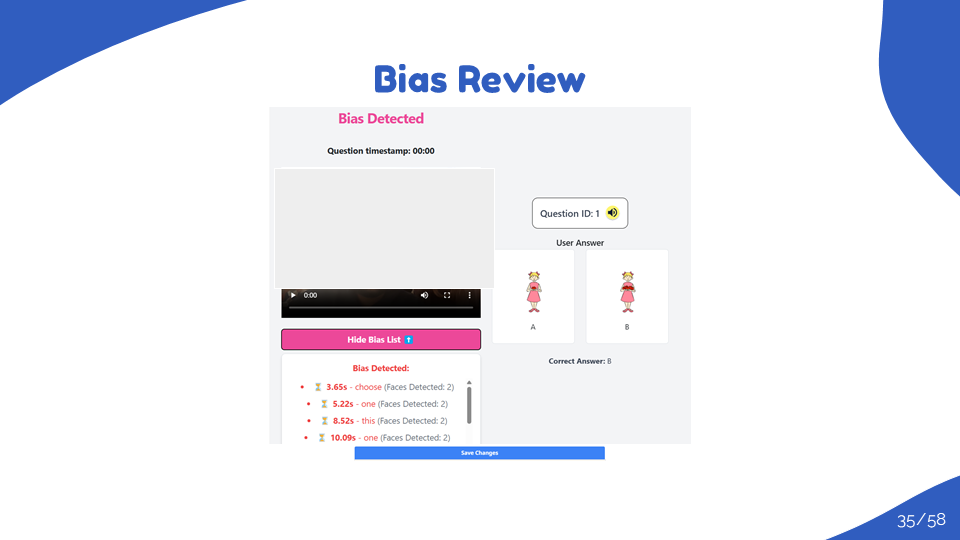 Bias Review
Bias Detected
Question timestamp: 00:00
0:00
Hide Bias List
Bias Detected:
3.65s - choose (Faces Detected: 2)
5.22s - one (Faces Detected: 2)
8.52s - this (Faces Detected: 2)
10.09s - one (Faces Detected: 2)
Question ID: 1
User Answer
A
B
Correct Answer: B
Save Changes
35/58